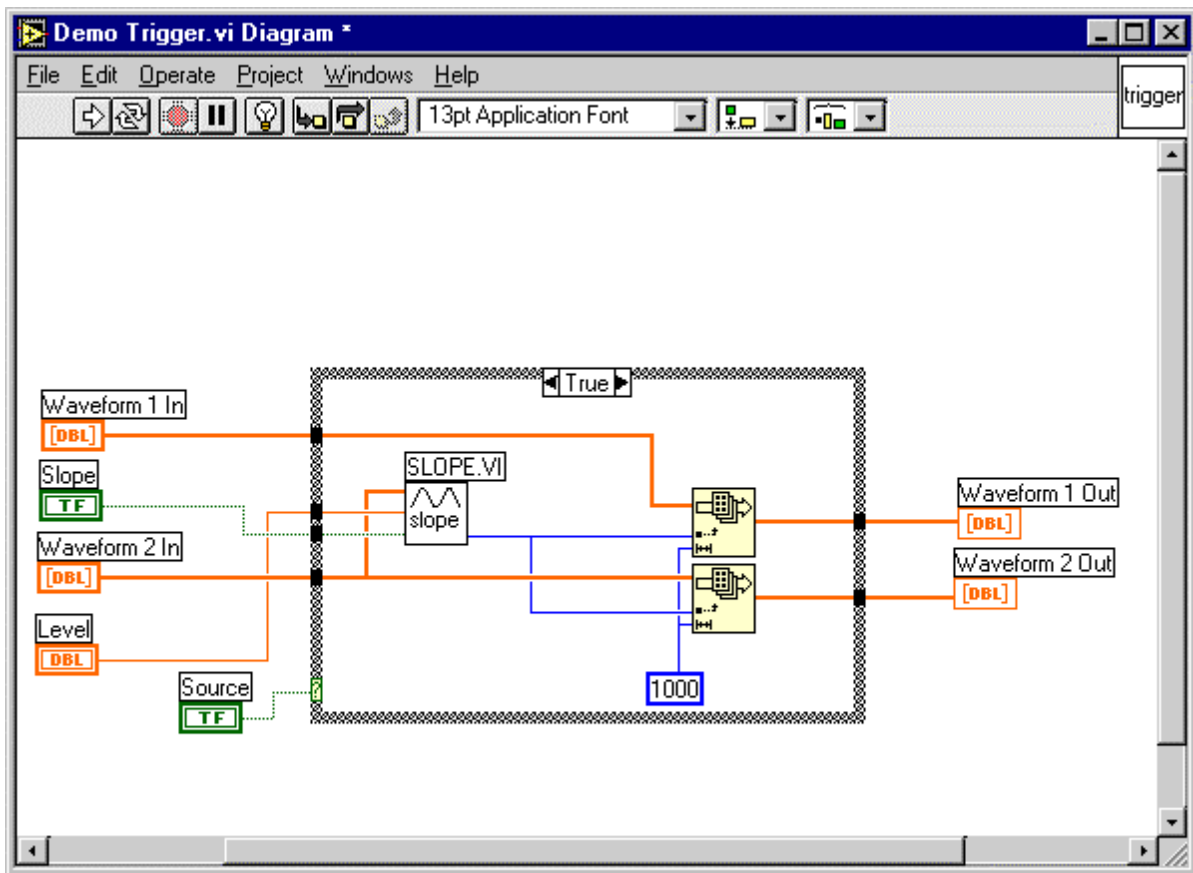 Demo Trigger.vi Diagram *
File Edit Operate Project Windows Help
trigger
13pt Application Font
True
Waveform 1 In
[DBL]
SLOPE.VI
slope
Slope
TF
Waveform 1 Out
[DBL]
Waveform 2 In
[DBL]
Waveform 2 Out
[DBL]
Level
DBL
Source
TF
?
1000